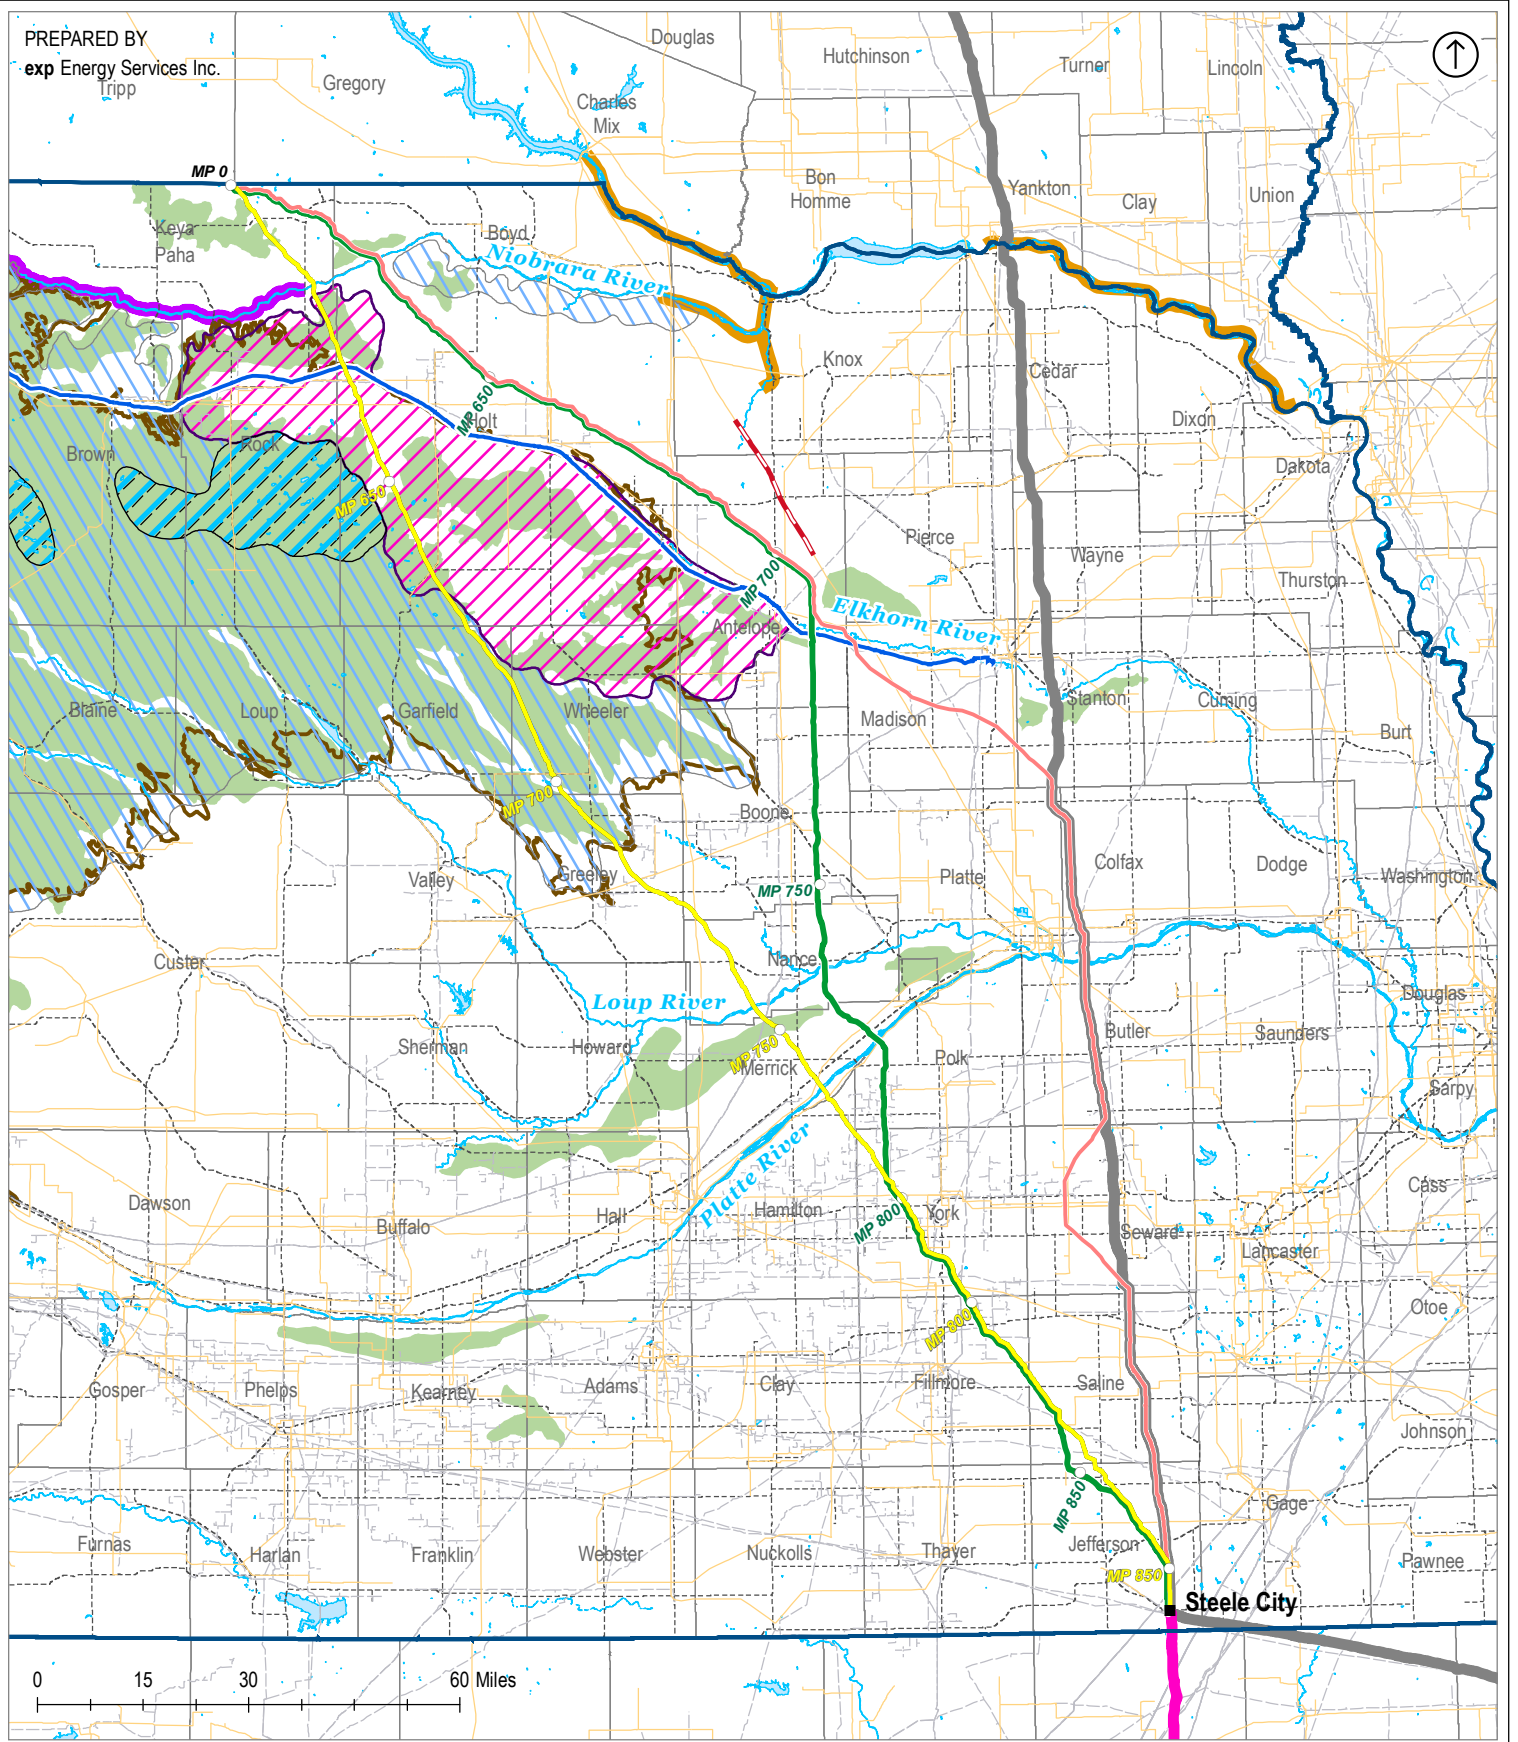 PREPARED BY
exp Energy Services Inc.
Tripp
Gregory
Douglas
Charles
Mix
Hutchinson
Turner
Lincoln
MP 0
Bon
Homme
Yankton
Clay
Union
Keya
Paha
Boyd
Niobrara River
Knox
Cedar
Dixon
Dakota
MP 650
Holt
Rock
Brown
MP 650
Pierce
Wayne
Thurston
MP 700
Antelope
Elkhorn River
Blaine
Loup
Garfield
Wheeler
Madison
Stanton
Cuming
Burt
MP 700
Boone
Valley
Greeley
MP 750
Platte
Colfax
Dodge
Washington
Custer
Nance
Loup River
Douglas
Sherman
Howard
MP 750
Merrick
Polk
Butler
Saunders
Sarpy
Platte River
Dawson
Buffalo
Hall
Hamilton
MP 800
York
Seward
Lancaster
Cass
Otoe
MP 800
Gosper
Phelps
Kearney
Adams
Clay
Fillmore
Saline
Johnson
MP 850
Gage
Furnas
Harlan
Franklin
Webster
Nuckolls
Thayer
Jefferson
Pawnee
MP 850
Steele City
0 15 30 60 Miles